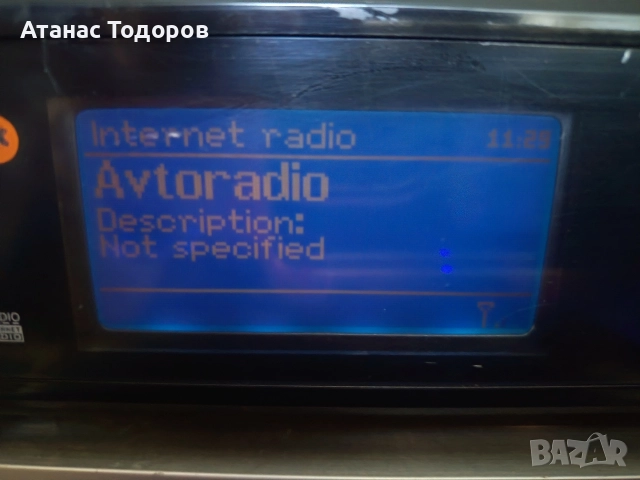 Атанас Тодоров
Internet radio 11:25
Avtoradio
Description:
Not specified
BAZAR